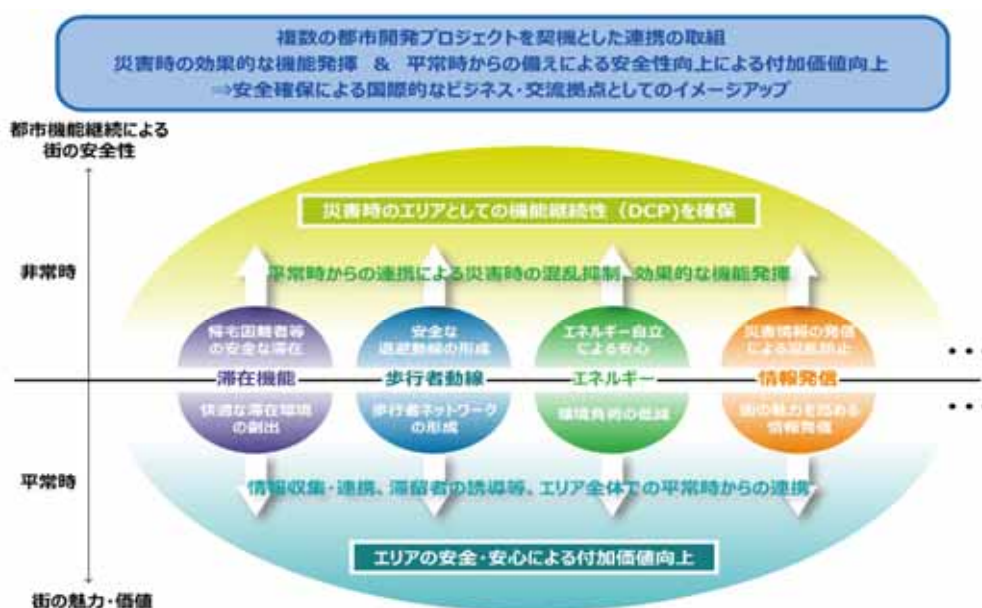 複数の都市開発プロジェクトを契機とした連携の取組
災害時の効果的な機能発揮 & 平常時からの備えによる安全性向上による付加価値向上
⇒安全確保による国際的なビジネス・交流拠点としてのイメージアップ
都市機能継続による
街の安全性
災害時のエリアとしての機能継続性 (DCP)を確保
非常時
平常時からの連携による災害時の混乱抑制、効果的な機能発揮
帰宅困難者等
の安全な滞在
安全な
退避動線の形成
エネルギー自立
による安心
災害情報の発信
による混乱防止
・・・
滞在機能
歩行者動線
エネルギー
情報発信
快適な滞在環境
の創出
歩行者ネットワーク
の形成
環境負荷の低減
街の魅力を高める
情報発信
・・・
平常時
情報収集・連携、滞留者の誘導等、エリア全体での平常時からの連携
エリアの安全・安心による付加価値向上
街の魅力・価値